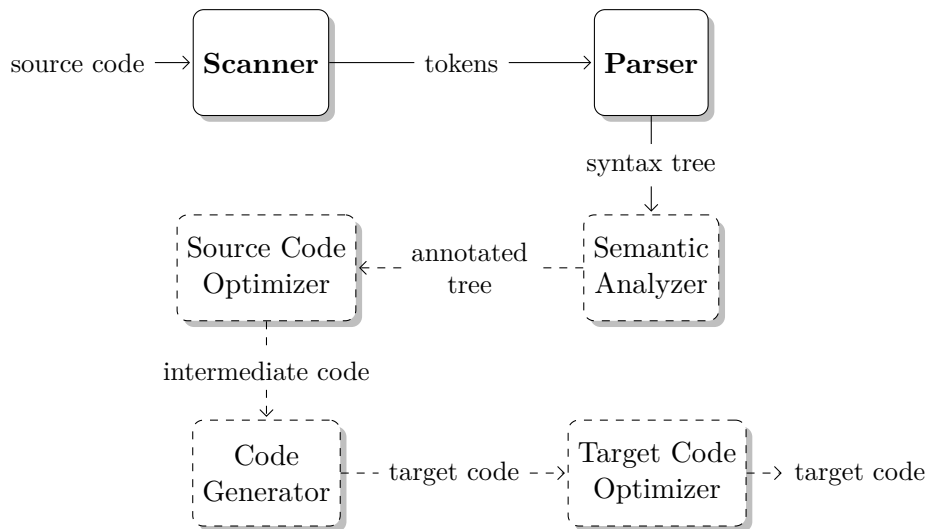 source code
Scanner
tokens
Parser
syntax tree
Source Code
Optimizer
annotated
tree
Semantic
Analyzer
intermediate code
Code
Generator
target code
Target Code
Optimizer
target code